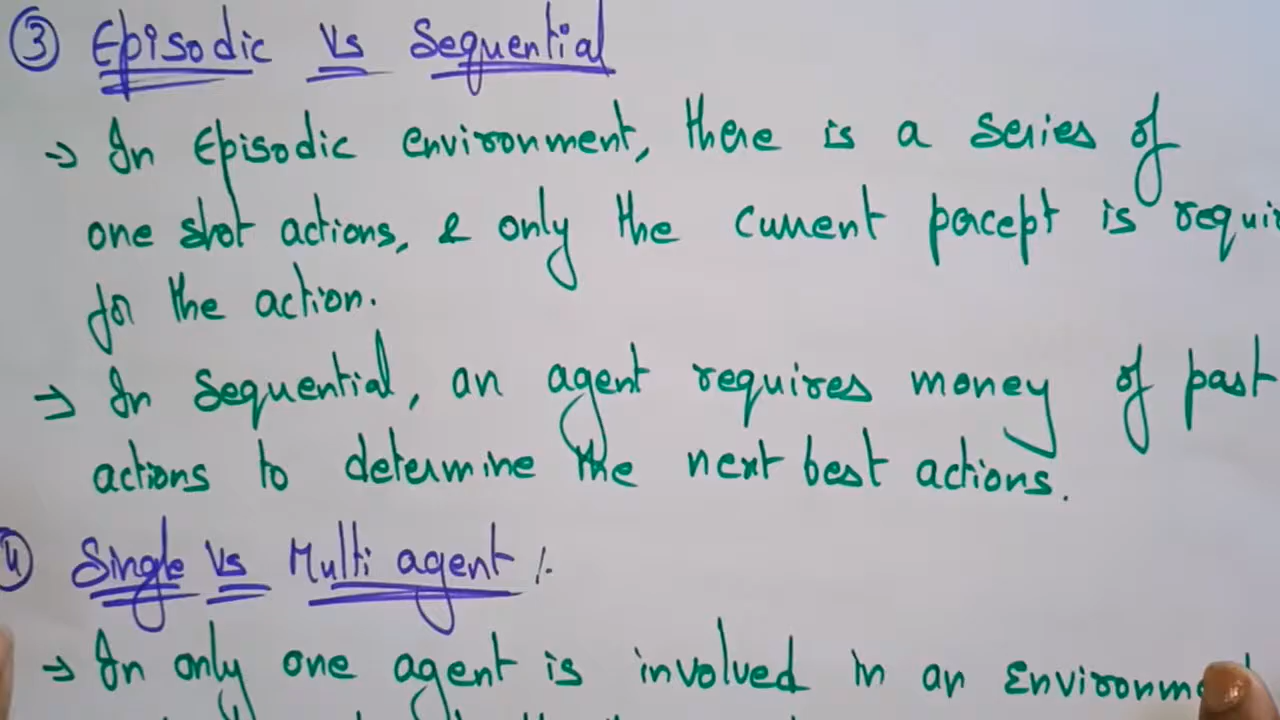 ③ Episodic Vs Sequential
→ In Episodic environment, there is a series of
one shot actions, & only the current percept is requi
for the action.
→ In Sequential, an agent requires money of past
actions to determine the next best actions.
④ Single Vs Multi agent :-
→ In only one agent is involved in an Environm